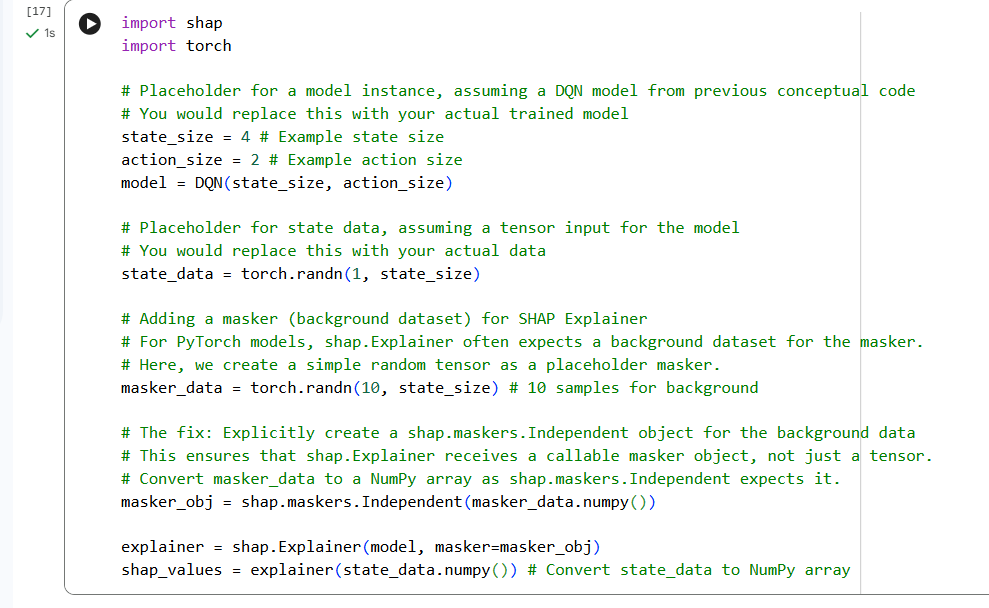 [17]
1s
import shap
import torch
# Placeholder for a model instance, assuming a DQN model from previous conceptual code
# You would replace this with your actual trained model
state_size = 4 # Example state size
action_size = 2 # Example action size
model = DQN(state_size, action_size)
# Placeholder for state data, assuming a tensor input for the model
# You would replace this with your actual data
state_data = torch.randn(1, state_size)
# Adding a masker (background dataset) for SHAP Explainer
# For PyTorch models, shap.Explainer often expects a background dataset for the masker.
# Here, we create a simple random tensor as a placeholder masker.
masker_data = torch.randn(10, state_size) # 10 samples for background
# The fix: Explicitly create a shap.maskers.Independent object for the background data
# This ensures that shap.Explainer receives a callable masker object, not just a tensor.
# Convert masker_data to a NumPy array as shap.maskers.Independent expects it.
masker_obj = shap.maskers.Independent(masker_data.numpy())
explainer = shap.Explainer(model, masker=masker_obj)
shap_values = explainer(state_data.numpy()) # Convert state_data to NumPy array